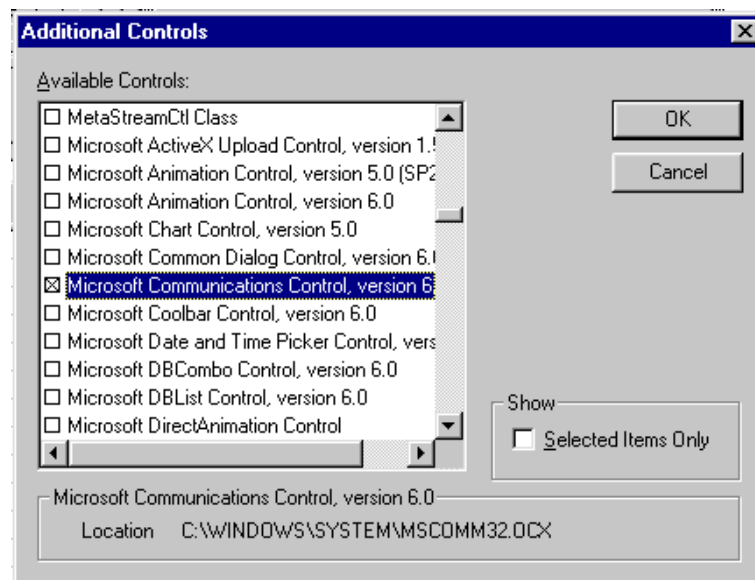 Additional Controls
Available Controls:
MetaStreamCtl Class
Microsoft ActiveX Upload Control, version 1.5
Microsoft Animation Control, version 5.0 (SP2
Microsoft Animation Control, version 6.0
Microsoft Chart Control, version 5.0
Microsoft Common Dialog Control, version 6.0
Microsoft Communications Control, version 6
Microsoft Coolbar Control, version 6.0
Microsoft Date and Time Picker Control, vers
Microsoft DBCombo Control, version 6.0
Microsoft DBList Control, version 6.0
Microsoft DirectAnimation Control
OK
Cancel
Show
Selected Items Only
Microsoft Communications Control, version 6.0
Location C:\WINDOWS\SYSTEM\MSCOMM32.OCX